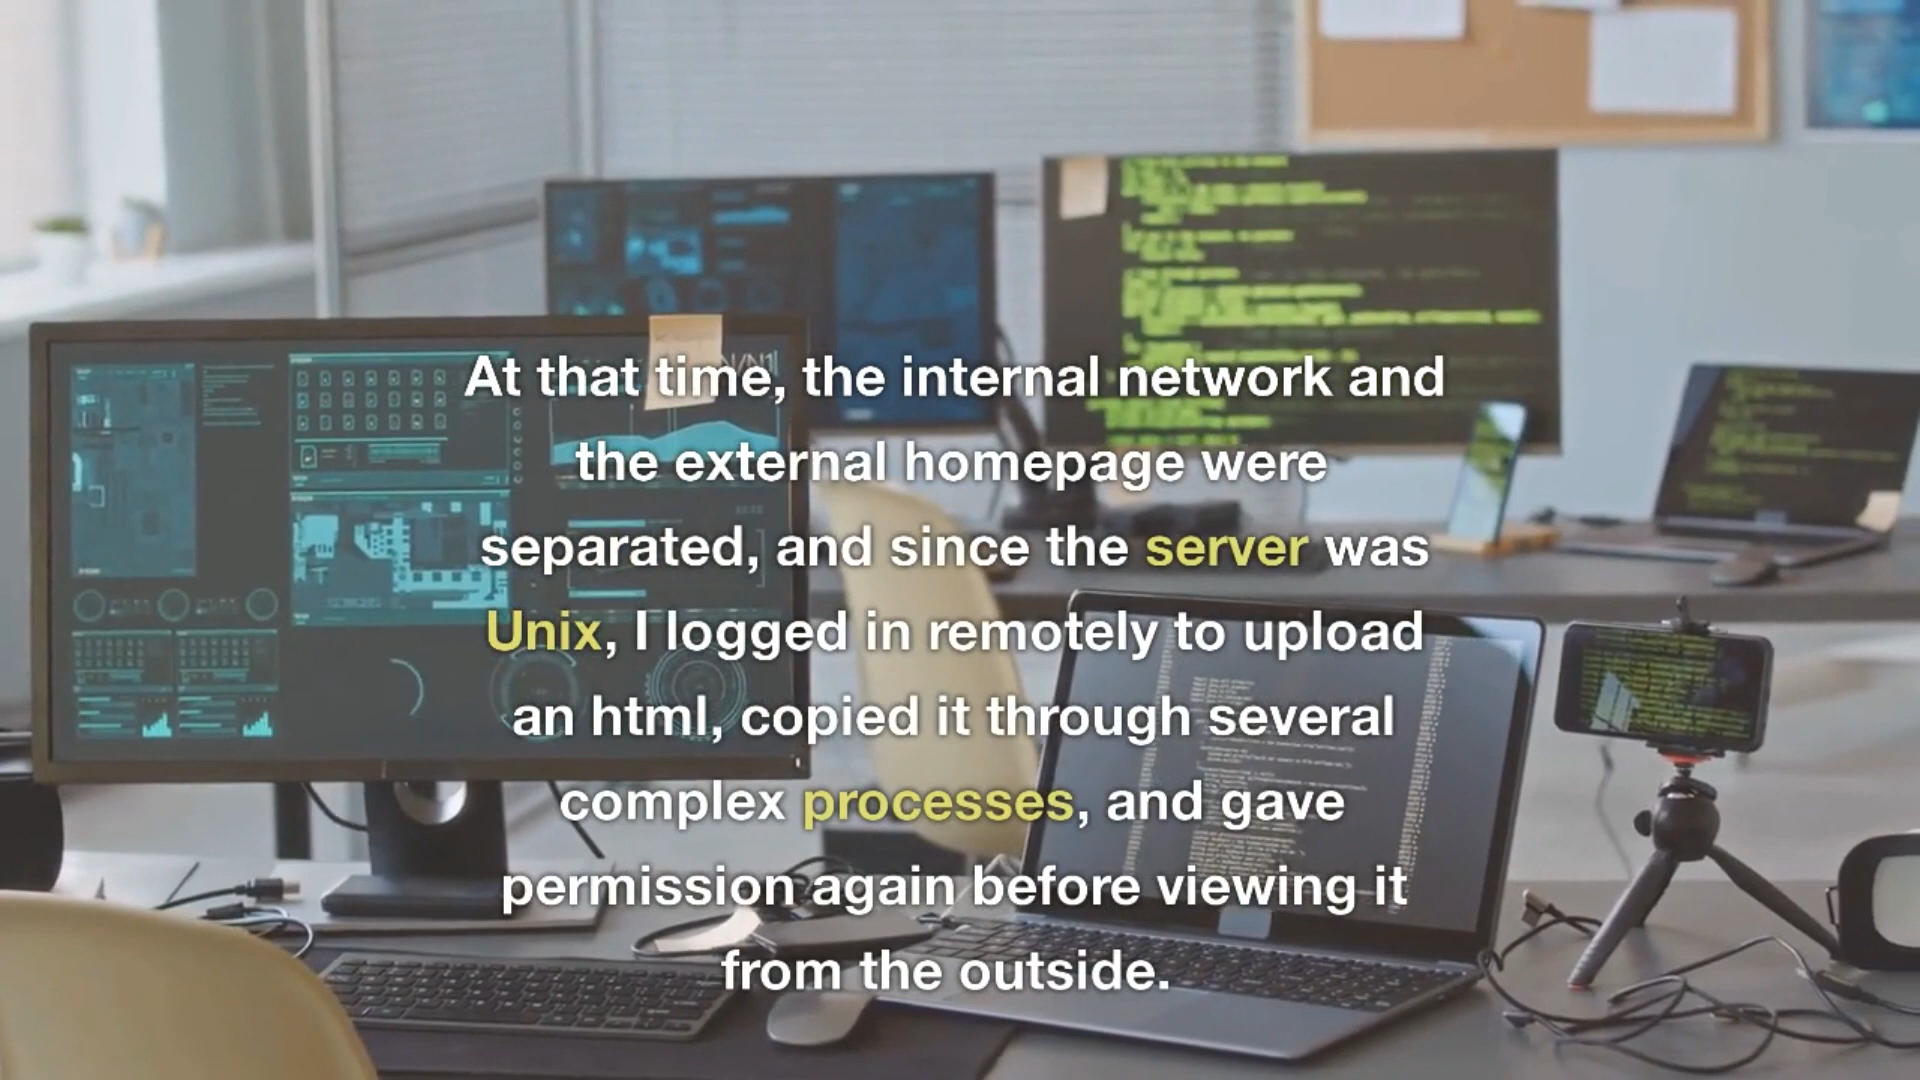 At that time, the internal network and
the external homepage were
separated, and since the server was
Unix, I logged in remotely to upload
an html, copied it through several
complex processes, and gave
permission again before viewing it
from the outside.